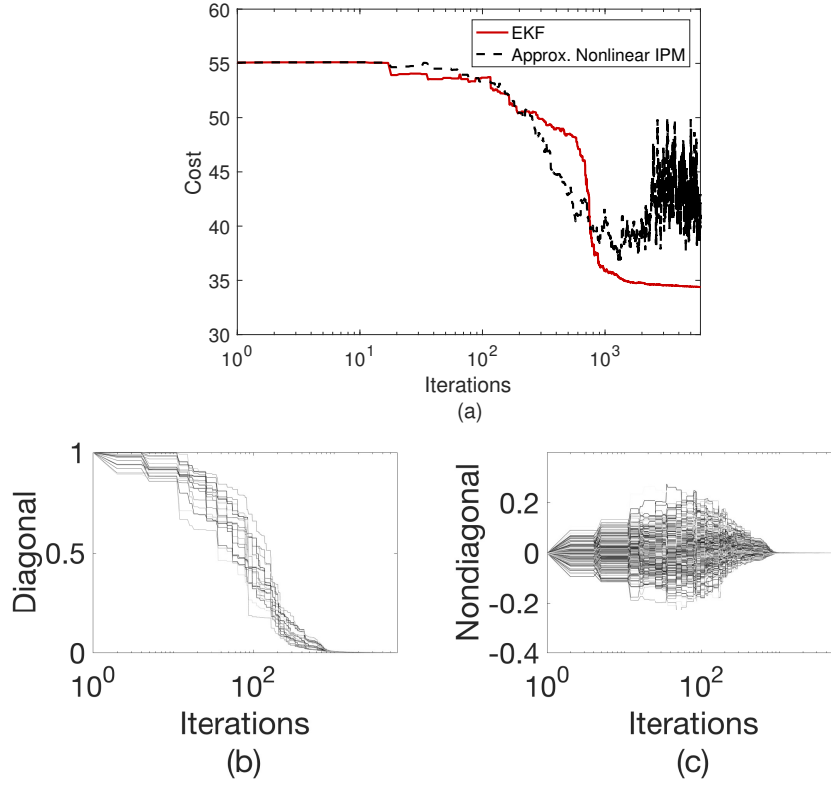 60
55
50
45
40
35
30
Cost
EKF
Approx. Nonlinear IPM
10^0 10^1 10^2 10^3
Iterations
(a)
1
0.5
0
Diagonal
10^0 10^2
Iterations
(b)
0.2
0
-0.2
-0.4
Nondiagonal
10^0 10^2
Iterations
(c)